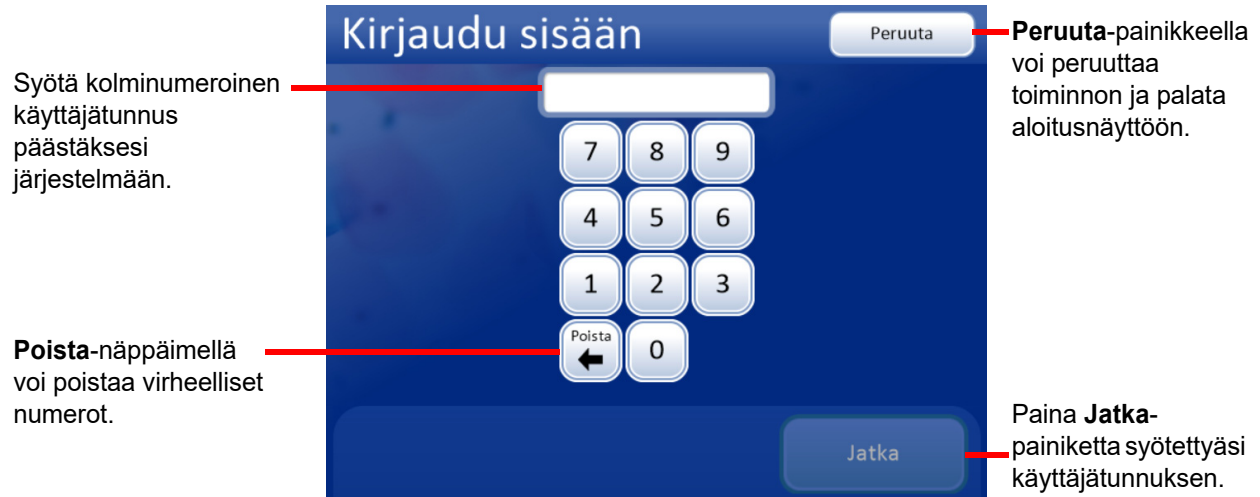 Kirjaudu sisään
Peruuta
Peruuta-painikkeella
voi peruuttaa
toiminnon ja palata
aloitusnäyttöön.
Syötä kolminumeroinen
käyttäjätunnus
päästäksesi
järjestelmään.
7 8 9
4 5 6
1 2 3
Poista
0
Poista-näppäimellä
voi poistaa virheelliset
numerot.
Jatka
Paina Jatka-
painiketta syötettyäsi
käyttäjätunnuksen.